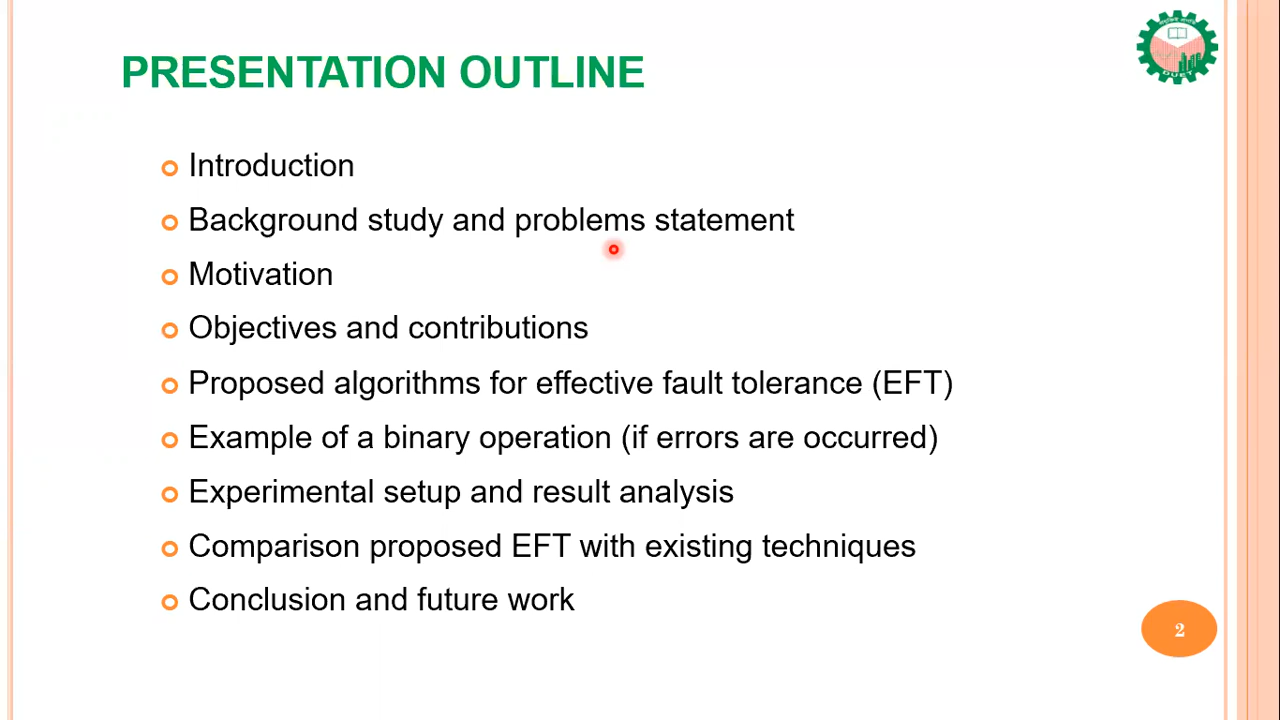 PRESENTATION OUTLINE
Introduction
Background study and problems statement
Motivation
Objectives and contributions
Proposed algorithms for effective fault tolerance (EFT)
Example of a binary operation (if errors are occurred)
Experimental setup and result analysis
Comparison proposed EFT with existing techniques
Conclusion and future work
2